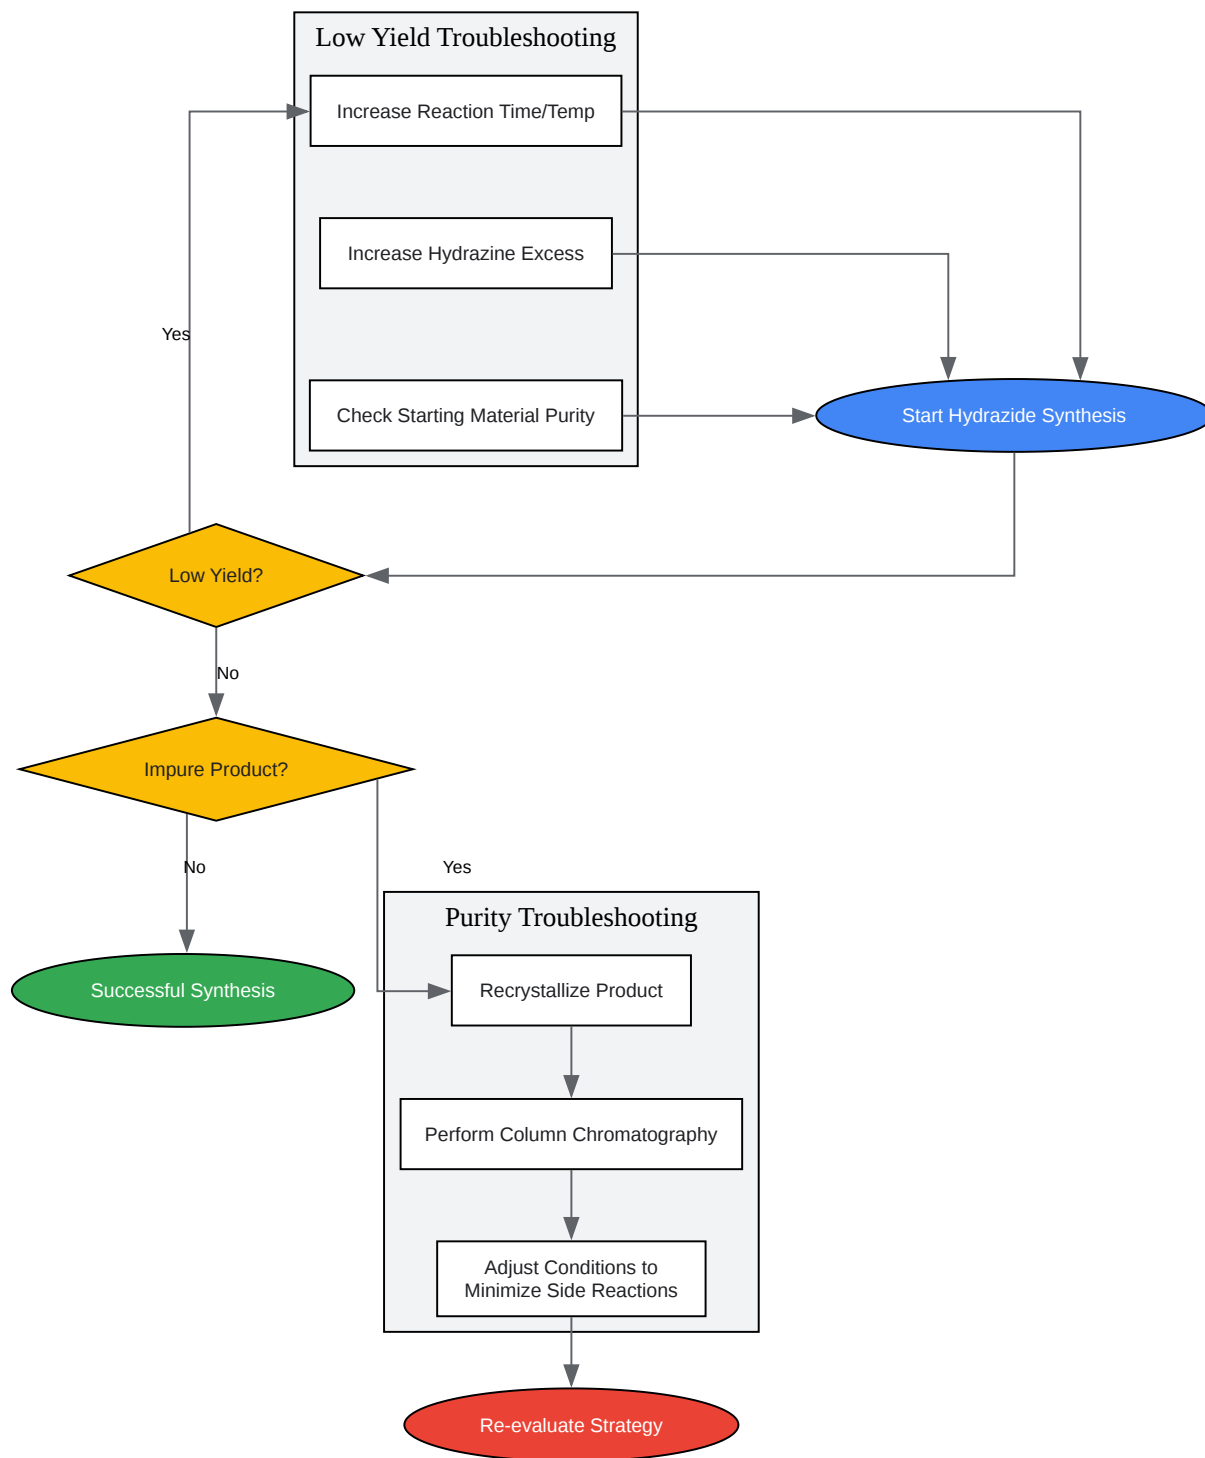 Low Yield Troubleshooting
Increase Reaction Time/Temp
Increase Hydrazine Excess
Yes
Check Starting Material Purity
Start Hydrazide Synthesis
Low Yield?
No
Impure Product?
No
Yes
Purity Troubleshooting
Successful Synthesis
Recrystallize Product
Perform Column Chromatography
Adjust Conditions to
Minimize Side Reactions
Re-evaluate Strategy